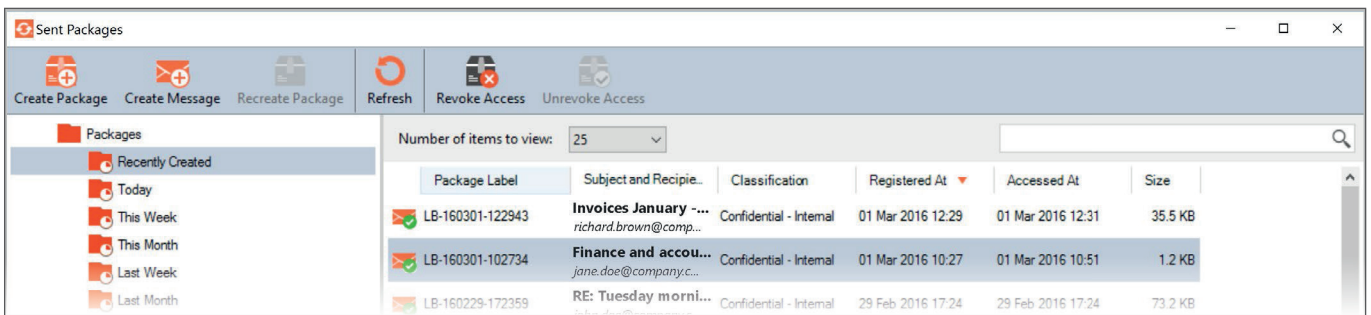 Sent Packages
Create Package Create Message Recreate Package Refresh Revoke Access Unrevoke Access
Packages
Recently Created
Today
This Week
This Month
Last Week
Last Month
Number of items to view: 25
Package Label Subject and Recipie... Classification Registered At Accessed At Size
LB-160301-122943 Invoices January -... Confidential - Internal 01 Mar 2016 12:29 01 Mar 2016 12:31 35.5 KB
richard.brown@comp...
LB-160301-102734 Finance and accou... Confidential - Internal 01 Mar 2016 10:27 01 Mar 2016 10:51 1.2 KB
jane.doe@company.c...
LB-160229-172359 RE: Tuesday morni... Confidential - Internal 29 Feb 2016 17:24 29 Feb 2016 17:24 73.2 KB